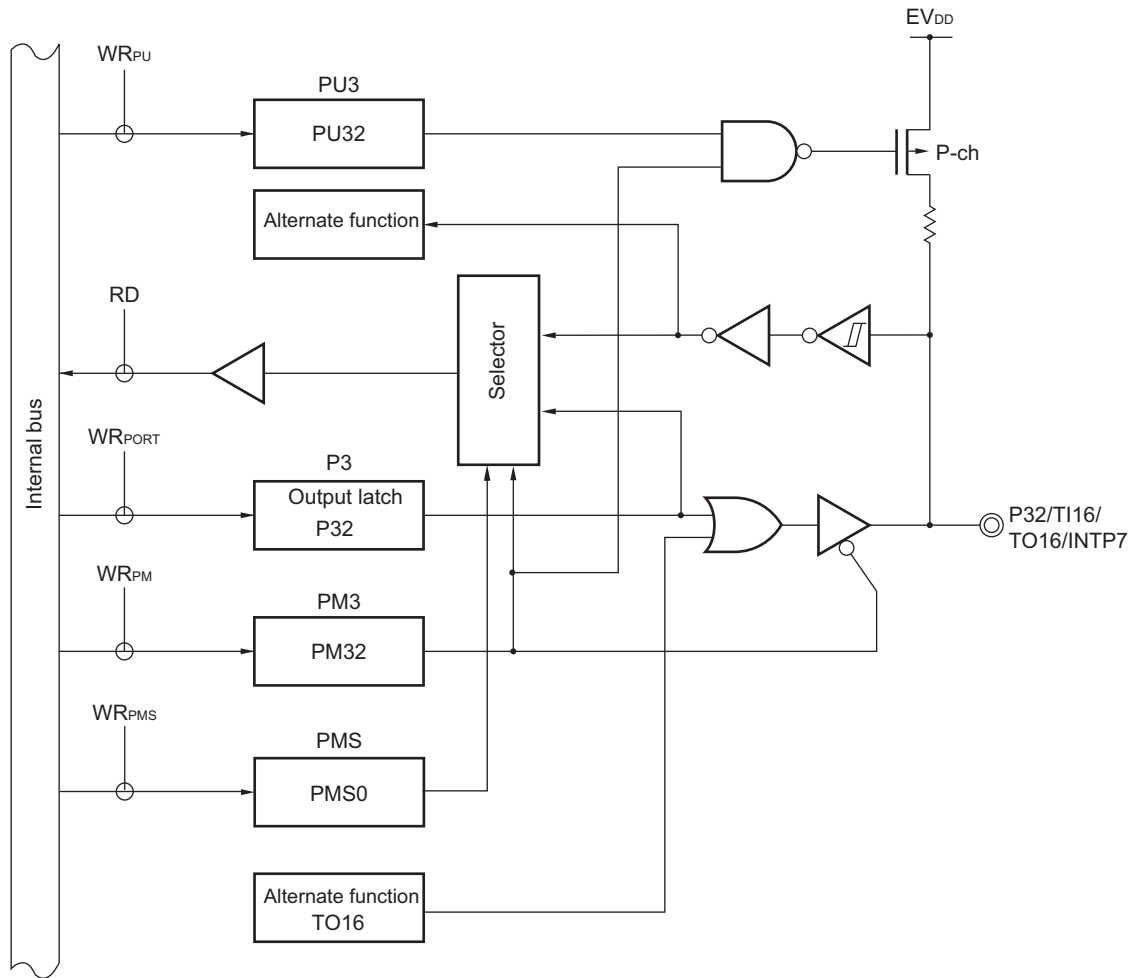 EVDD
WRPU
PU3
PU32
P-ch
Alternate function
RD
Selector
Internal bus
WRPORT
P3
Output latch
P32
P32/TI16/
TO16/INTP7
WRPM
PM3
PM32
WRPMS
PMS
PMS0
Alternate function
TO16